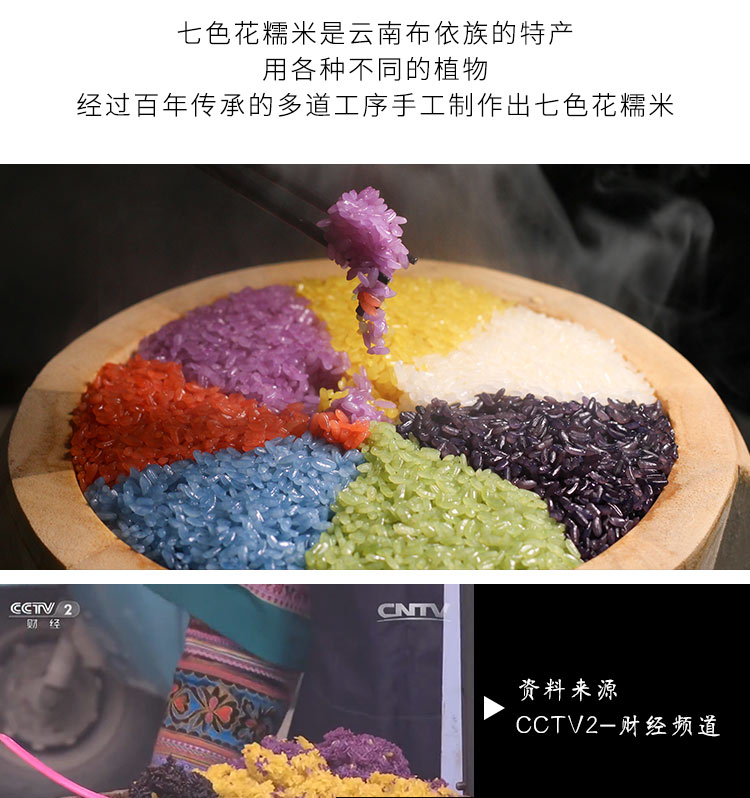 七色花糯米是云南布依族的特产
用各种不同的植物
经过百年传承的多道工序手工制作出七色花糯米
CCTV 2
财经
CNTV
资料来源
CCTV2-财经频道